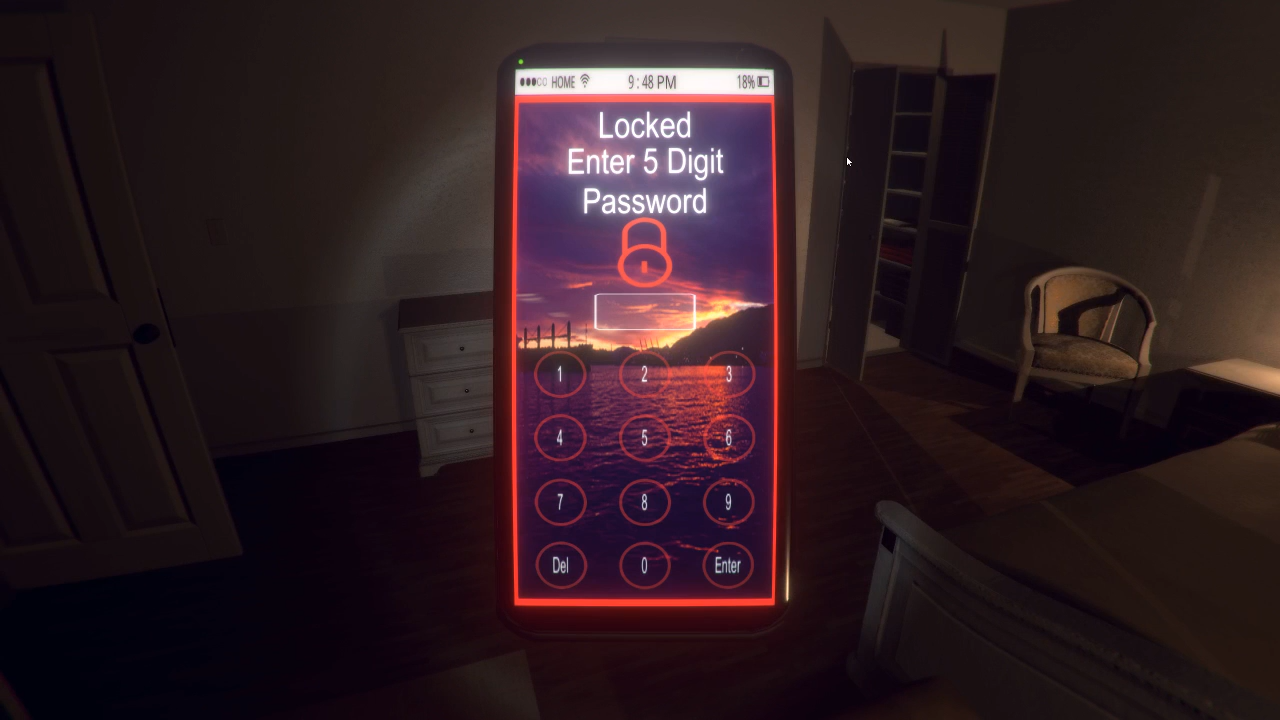 HOME 9:48 PM 18%
Locked
Enter 5 Digit
Password
1 2 3
4 5 6
7 8 9
Del 0 Enter